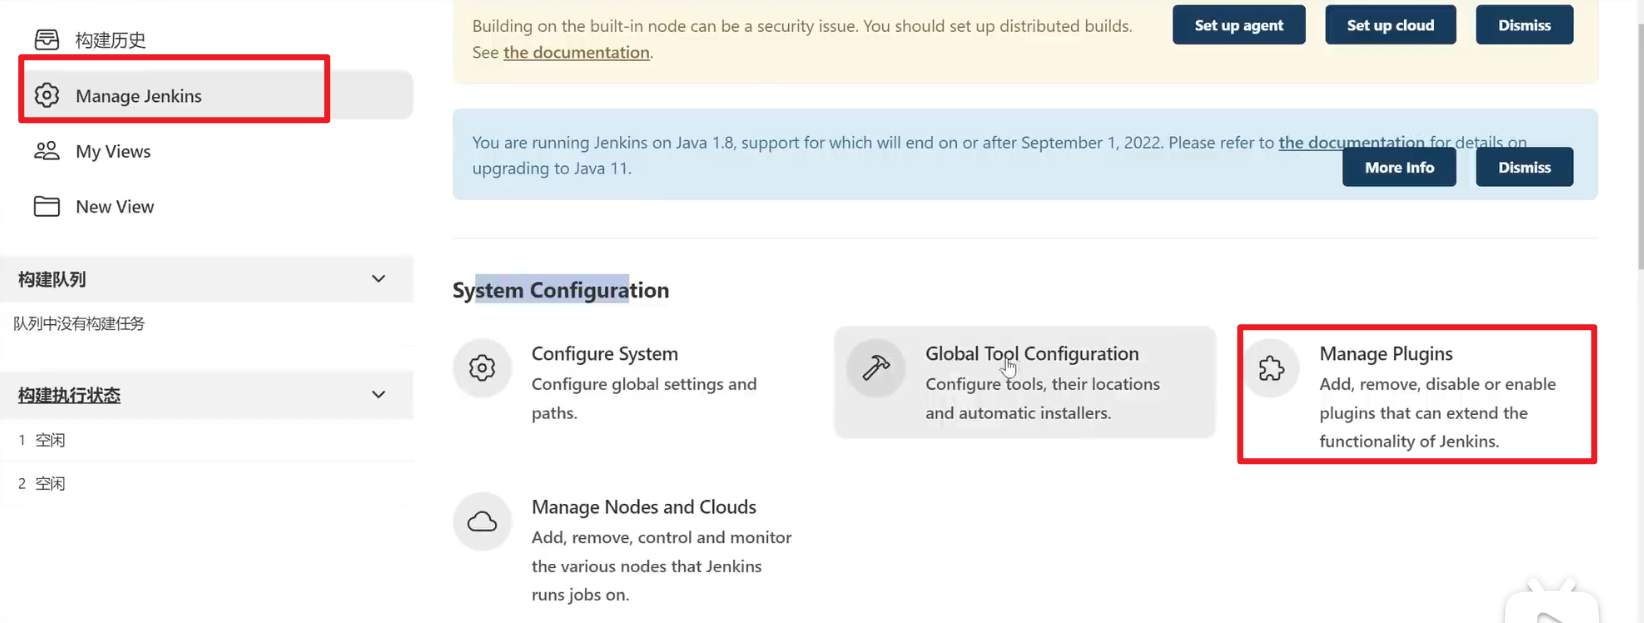 构建历史
Manage Jenkins
My Views
New View
构建队列
队列中没有构建任务
构建执行状态
1 空闲
2 空闲
Building on the built-in node can be a security issue. You should set up distributed builds.
See the documentation.
Set up agent
Set up cloud
Dismiss
You are running Jenkins on Java 1.8, support for which will end on or after September 1, 2022. Please refer to the documentation for details on
upgrading to Java 11.
More Info
Dismiss
System Configuration
Configure System
Configure global settings and
paths.
Global Tool Configuration
Configure tools, their locations
and automatic installers.
Manage Plugins
Add, remove, disable or enable
plugins that can extend the
functionality of Jenkins.
Manage Nodes and Clouds
Add, remove, control and monitor
the various nodes that Jenkins
runs jobs on.